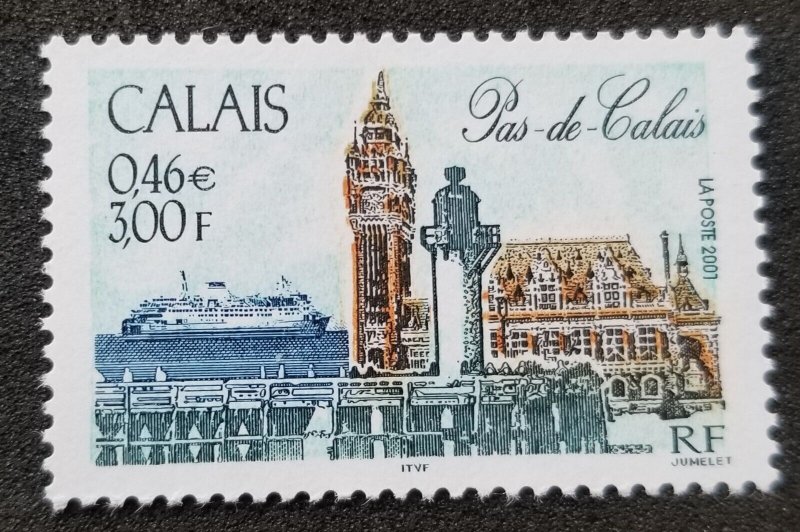 CALAIS
Pas-de-Calais
0,46€
3,00 F
LA POSTE 2001
RF
ITVF
JUMELET